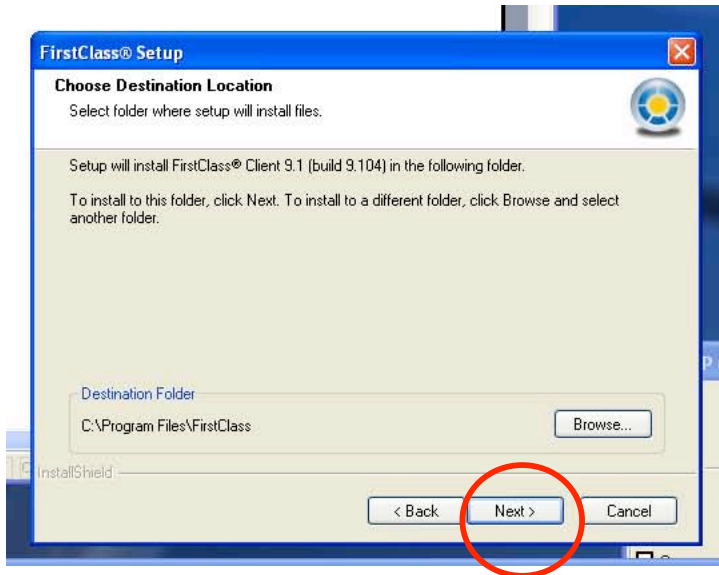 FirstClass® Setup
Choose Destination Location
Select folder where setup will install files.
Setup will install FirstClass® Client 9.1 (build 9.104) in the following folder.
To install to this folder, click Next. To install to a different folder, click Browse and select
another folder.
Destination Folder
C:\Program Files\FirstClass
Browse...
InstallShield
< Back
Next >
Cancel